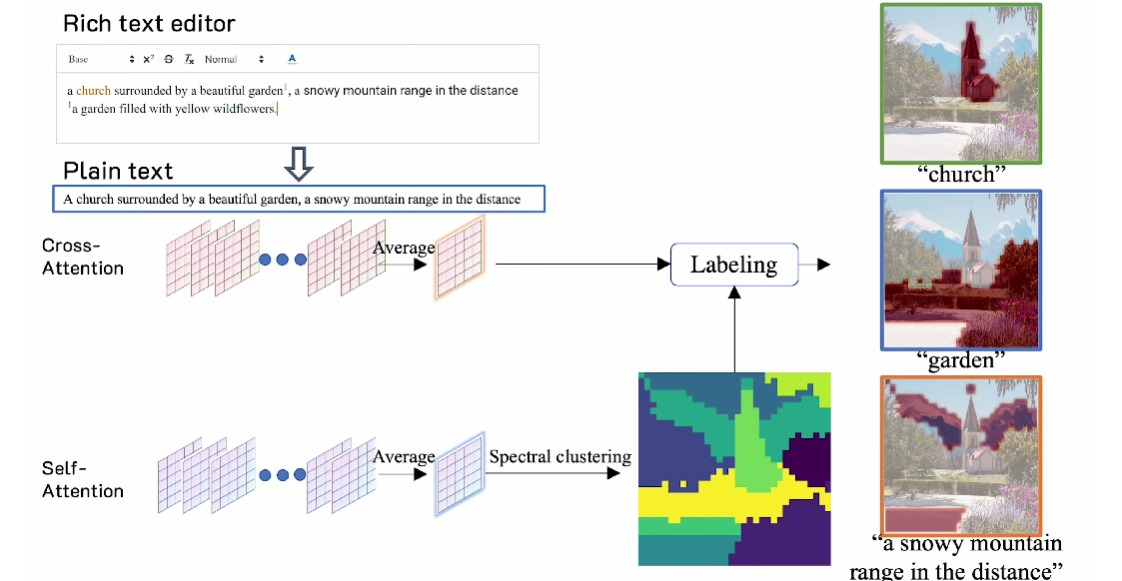 Rich text editor
Base X² S Tx Normal A
a church surrounded by a beautiful garden¹, a snowy mountain range in the distance
¹a garden filled with yellow wildflowers.
Plain text
A church surrounded by a beautiful garden, a snowy mountain range in the distance
Cross-
Attention
Average
Labeling
Self-
Attention
Average
Spectral clustering
“church”
“garden”
“a snowy mountain
range in the distance”